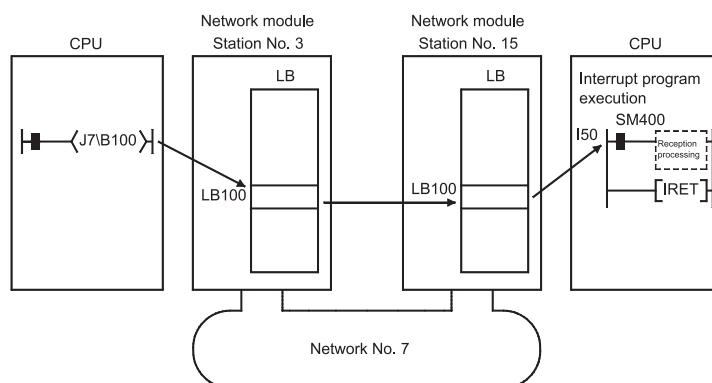 CPU
Network module
Station No. 3
Network module
Station No. 15
CPU
LB
LB
Interrupt program
execution
SM400
J7\B100
I50
Reception
processing
LB100
LB100
IRET
Network No. 7